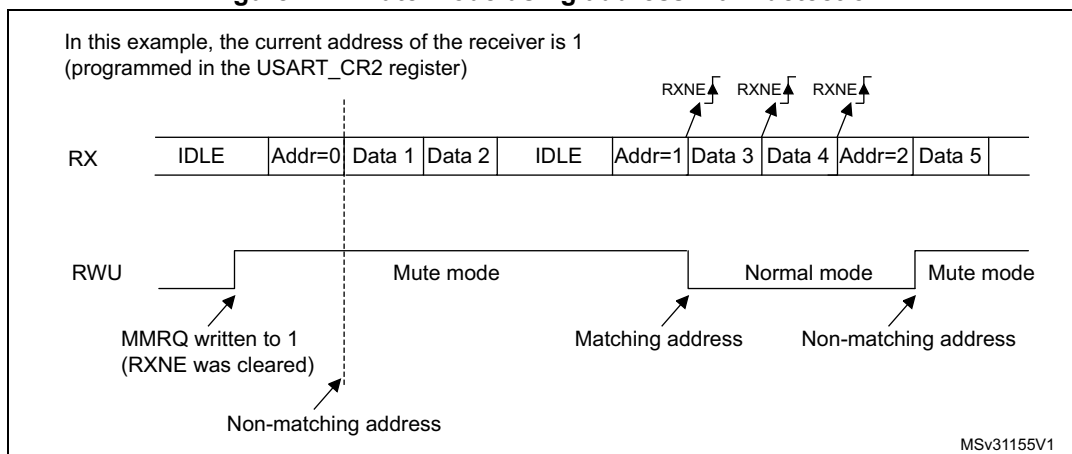 In this example, the current address of the receiver is 1
(programmed in the USART_CR2 register)
RXNE RXNE RXNE
RX IDLE Addr=0 Data 1 Data 2 IDLE Addr=1 Data 3 Data 4 Addr=2 Data 5
RWU Mute mode Normal mode Mute mode
MMRQ written to 1 Matching address Non-matching address
(RXNE was cleared)
Non-matching address
MSv31155V1